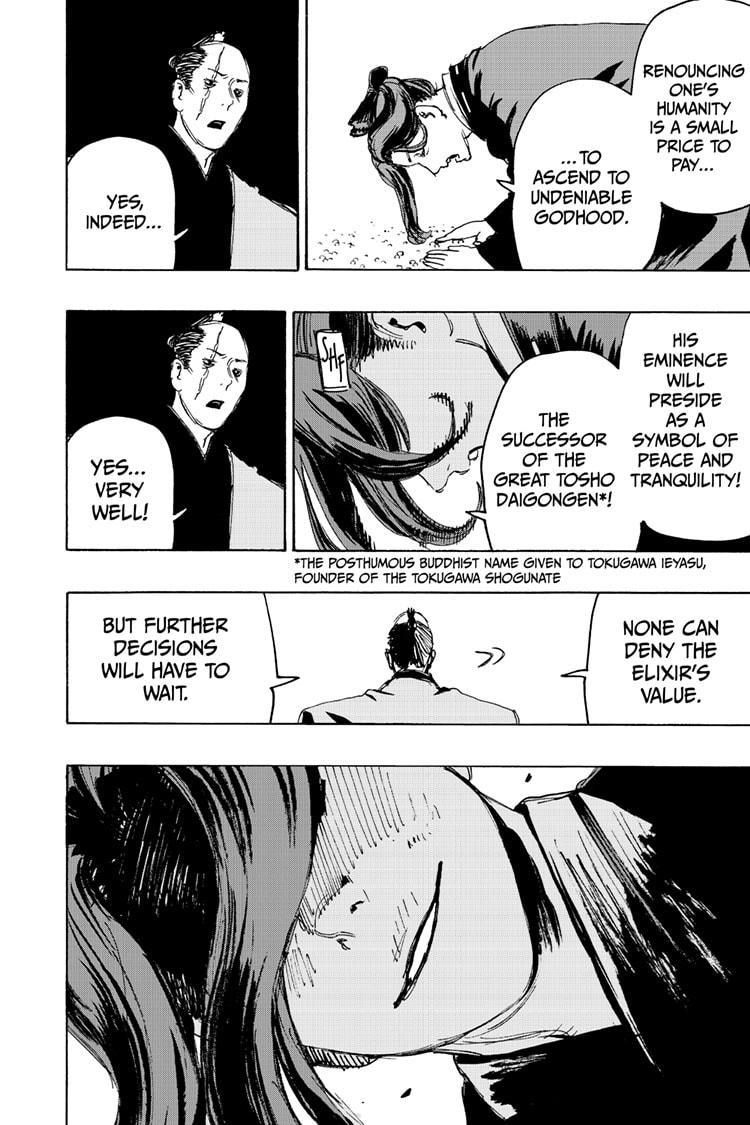 RENOUNCING
ONE'S
HUMANITY
IS A SMALL
PRICE TO
PAY...
...TO
ASCEND TO
UNDENIABLE
GODHOOD.
YES,
INDEED...
HIS
EMINENCE
WILL
PRESIDE
AS A
SYMBOL OF
PEACE AND
TRANQUILITY!
THE
SUCCESSOR
OF THE
GREAT TOSHO
DAIGONGEN*!
SHF
*THE POSTHUMOUS BUDDHIST NAME GIVEN TO TOKUGAWA IEYASU,
FOUNDER OF THE TOKUGAWA SHOGUNATE
YES...
VERY
WELL!
NONE CAN
DENY THE
ELIXIR'S
VALUE.
BUT FURTHER
DECISIONS
WILL HAVE TO
WAIT.